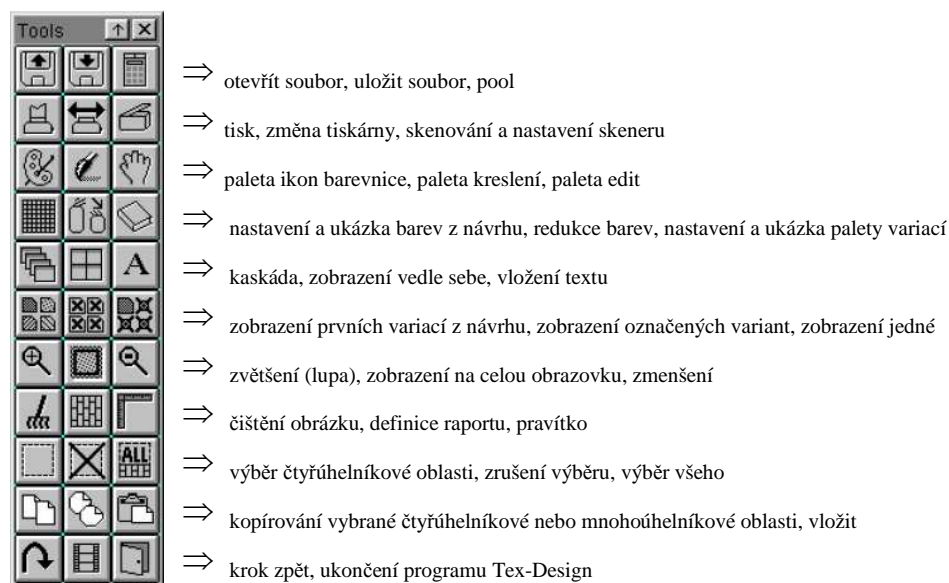 Tools
⇒ otevřít soubor, uložit soubor, pool
⇒ tisk, změna tiskárny, skenování a nastavení skeneru
⇒ paleta ikon barevnice, paleta kreslení, paleta edit
⇒ nastavení a ukázka barev z návrhu, redukce barev, nastavení a ukázka palety variací
A
⇒ kaskáda, zobrazení vedle sebe, vložení textu
⇒ zobrazení prvních variací z návrhu, zobrazení označených variant, zobrazení jedné
⇒ zvětšení (lupa), zobrazení na celou obrazovku, zmenšení
⇒ čištění obrázku, definice raportu, pravítko
ALL
⇒ výběr čtyřúhelníkové oblasti, zrušení výběru, výběr všeho
⇒ kopírování vybrané čtyřúhelníkové nebo mnohoúhelníkové oblasti, vložit
⇒ krok zpět, ukončení programu Tex-Design